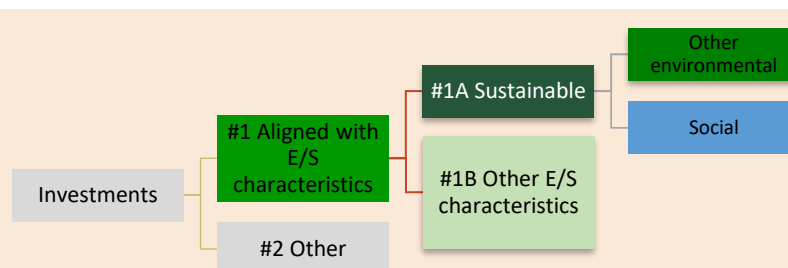 Investments
#1 Aligned with
E/S
characteristics
#2 Other
#1A Sustainable
#1B Other E/S
characteristics
Other
environmental
Social